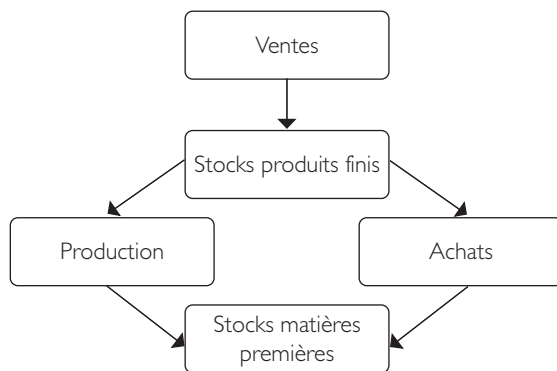 Ventes
Stocks produits finis
Production
Achats
Stocks matières
premières